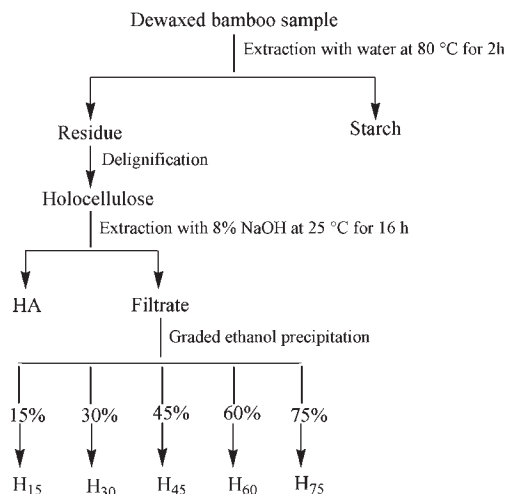 Dewaxed bamboo sample
Extraction with water at 80 °C for 2h
Residue
Starch
Delignification
Holocellulose
Extraction with 8% NaOH at 25 °C for 16 h
HA
Filtrate
Graded ethanol precipitation
15% 30% 45% 60% 75%
H15 H30 H45 H60 H75